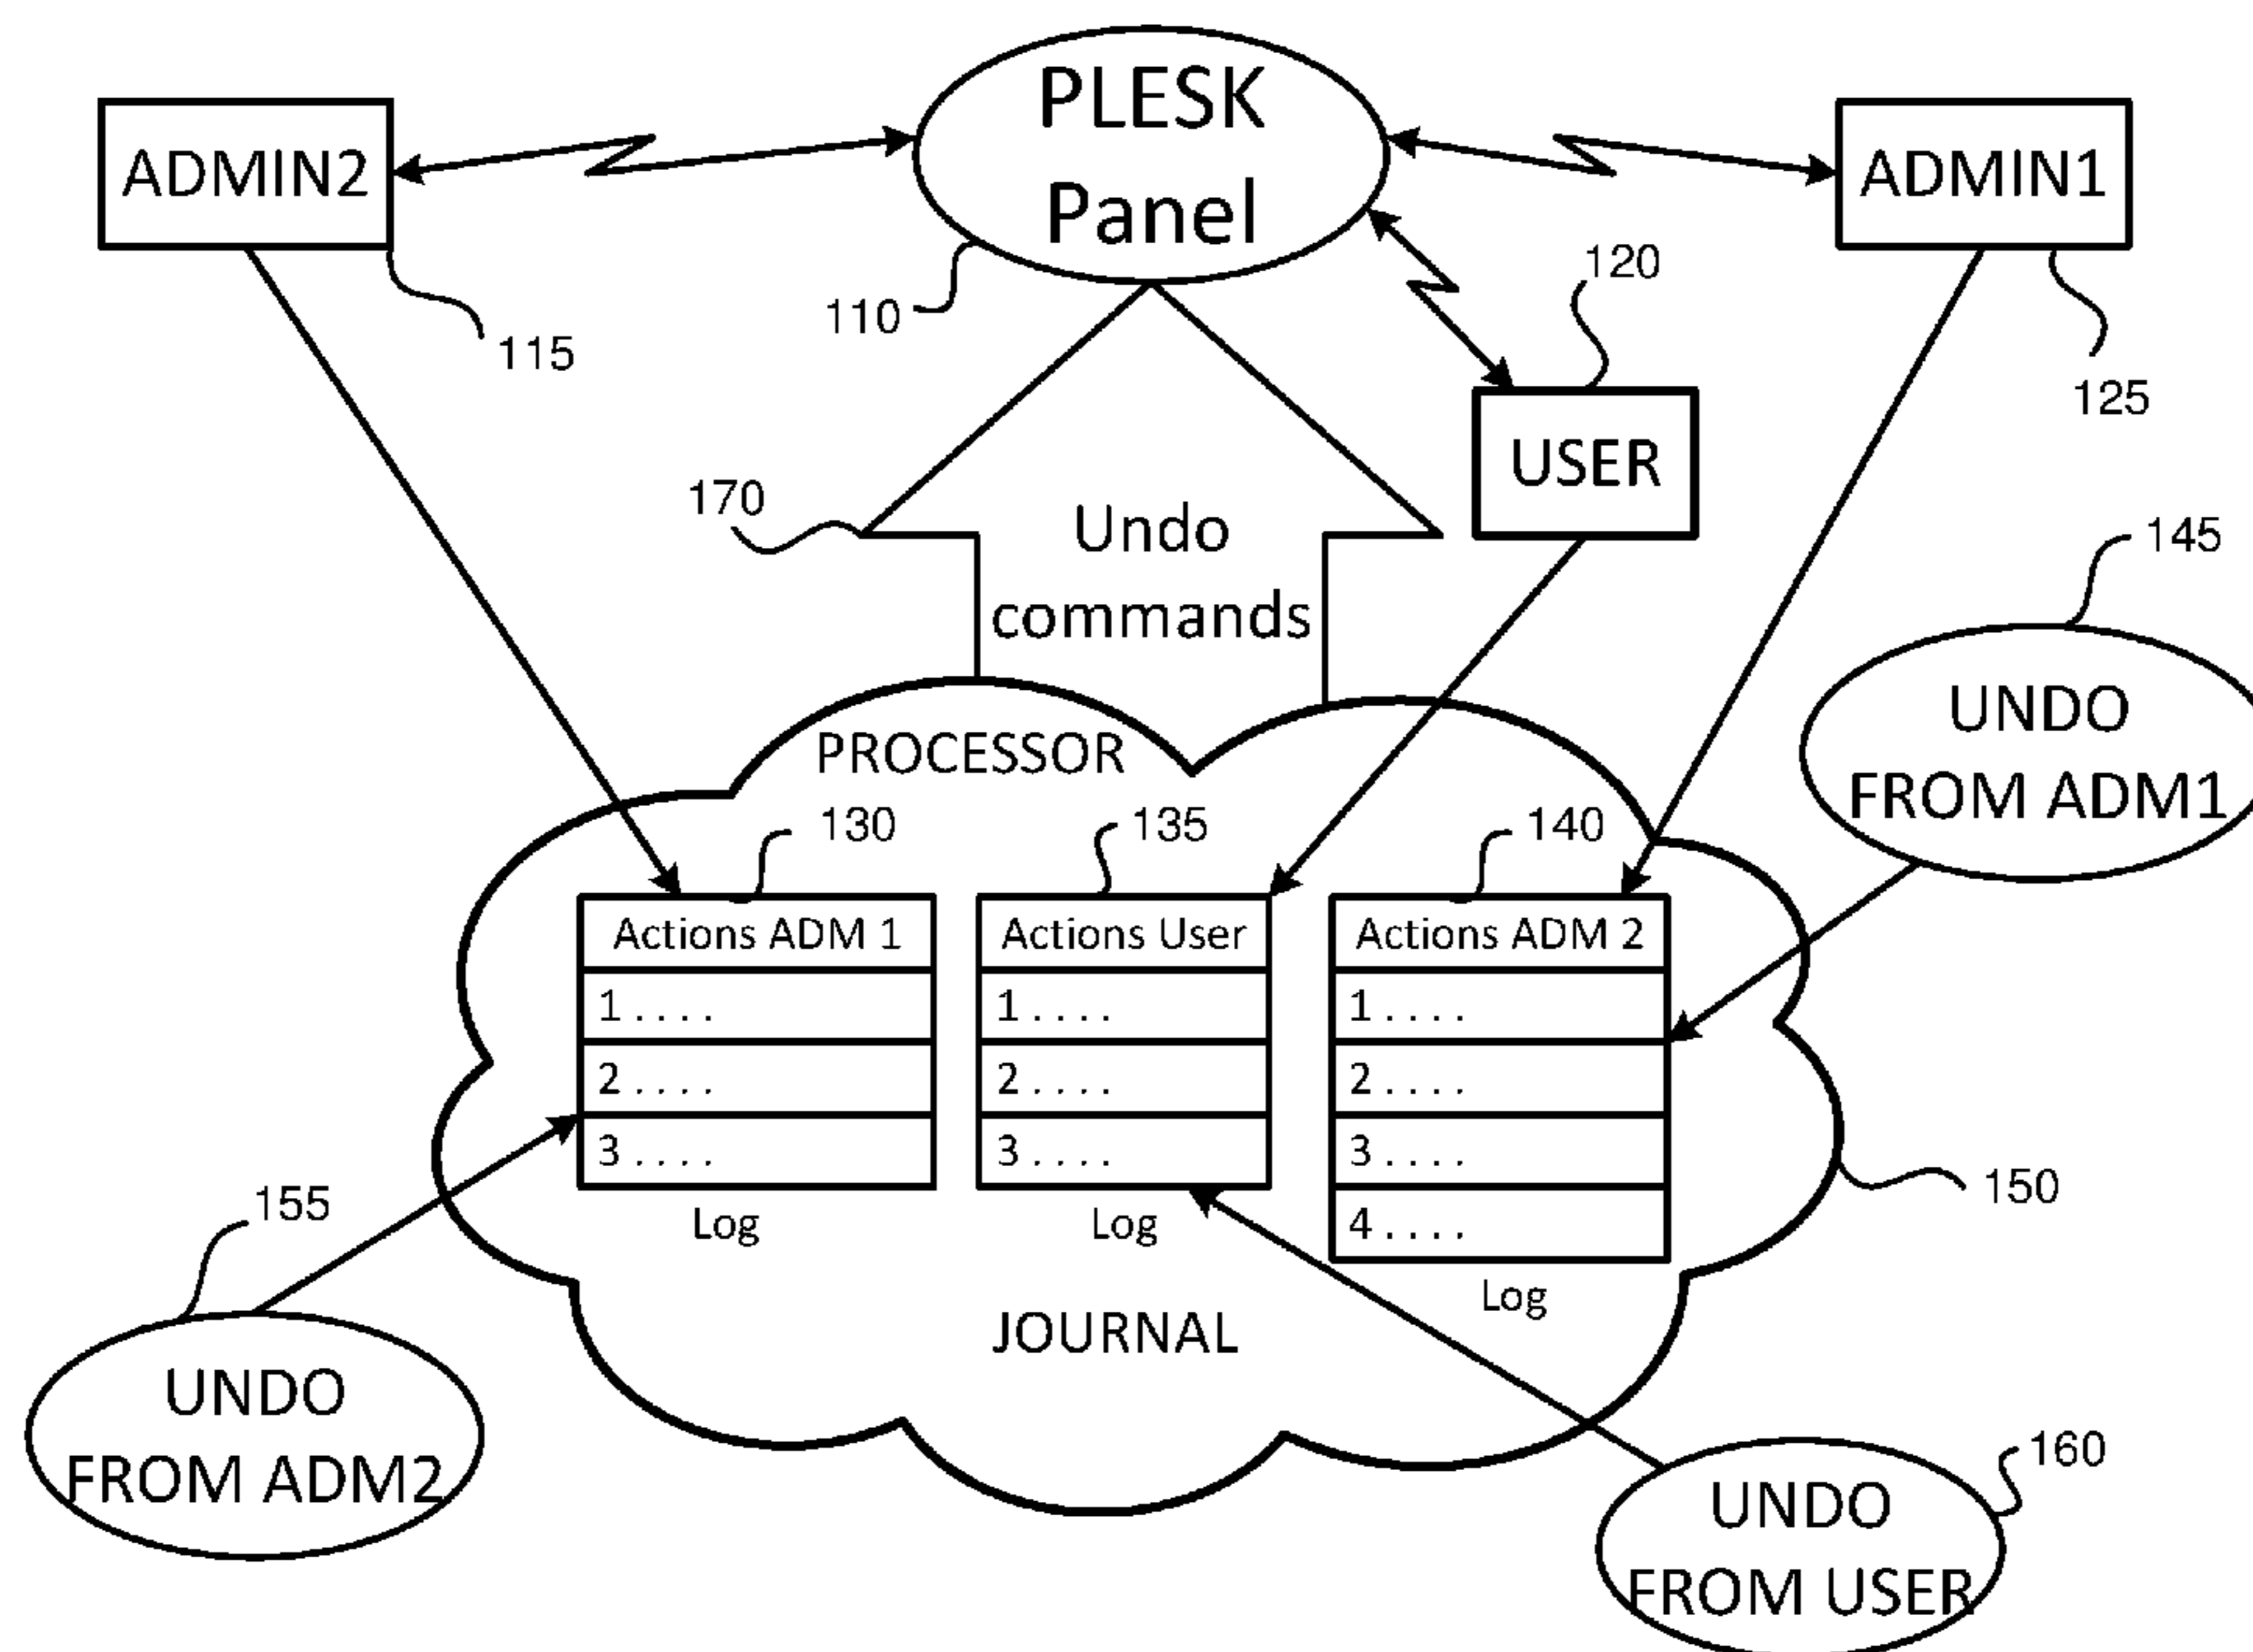 PLESK
Panel
ADMIN2
ADMIN1
110
115
120
125
USER
170
Undo
commands
145
UNDO
FROM ADM1
PROCESSOR
130
135
140
Actions ADM 1
1 . . . .
2 . . . .
3 . . . .
Log
Actions User
1 . . . .
2 . . . .
3 . . . .
Log
Actions ADM 2
1 . . . .
2 . . . .
3 . . . .
4 . . . .
Log
150
JOURNAL
155
UNDO
FROM ADM2
160
UNDO
FROM USER